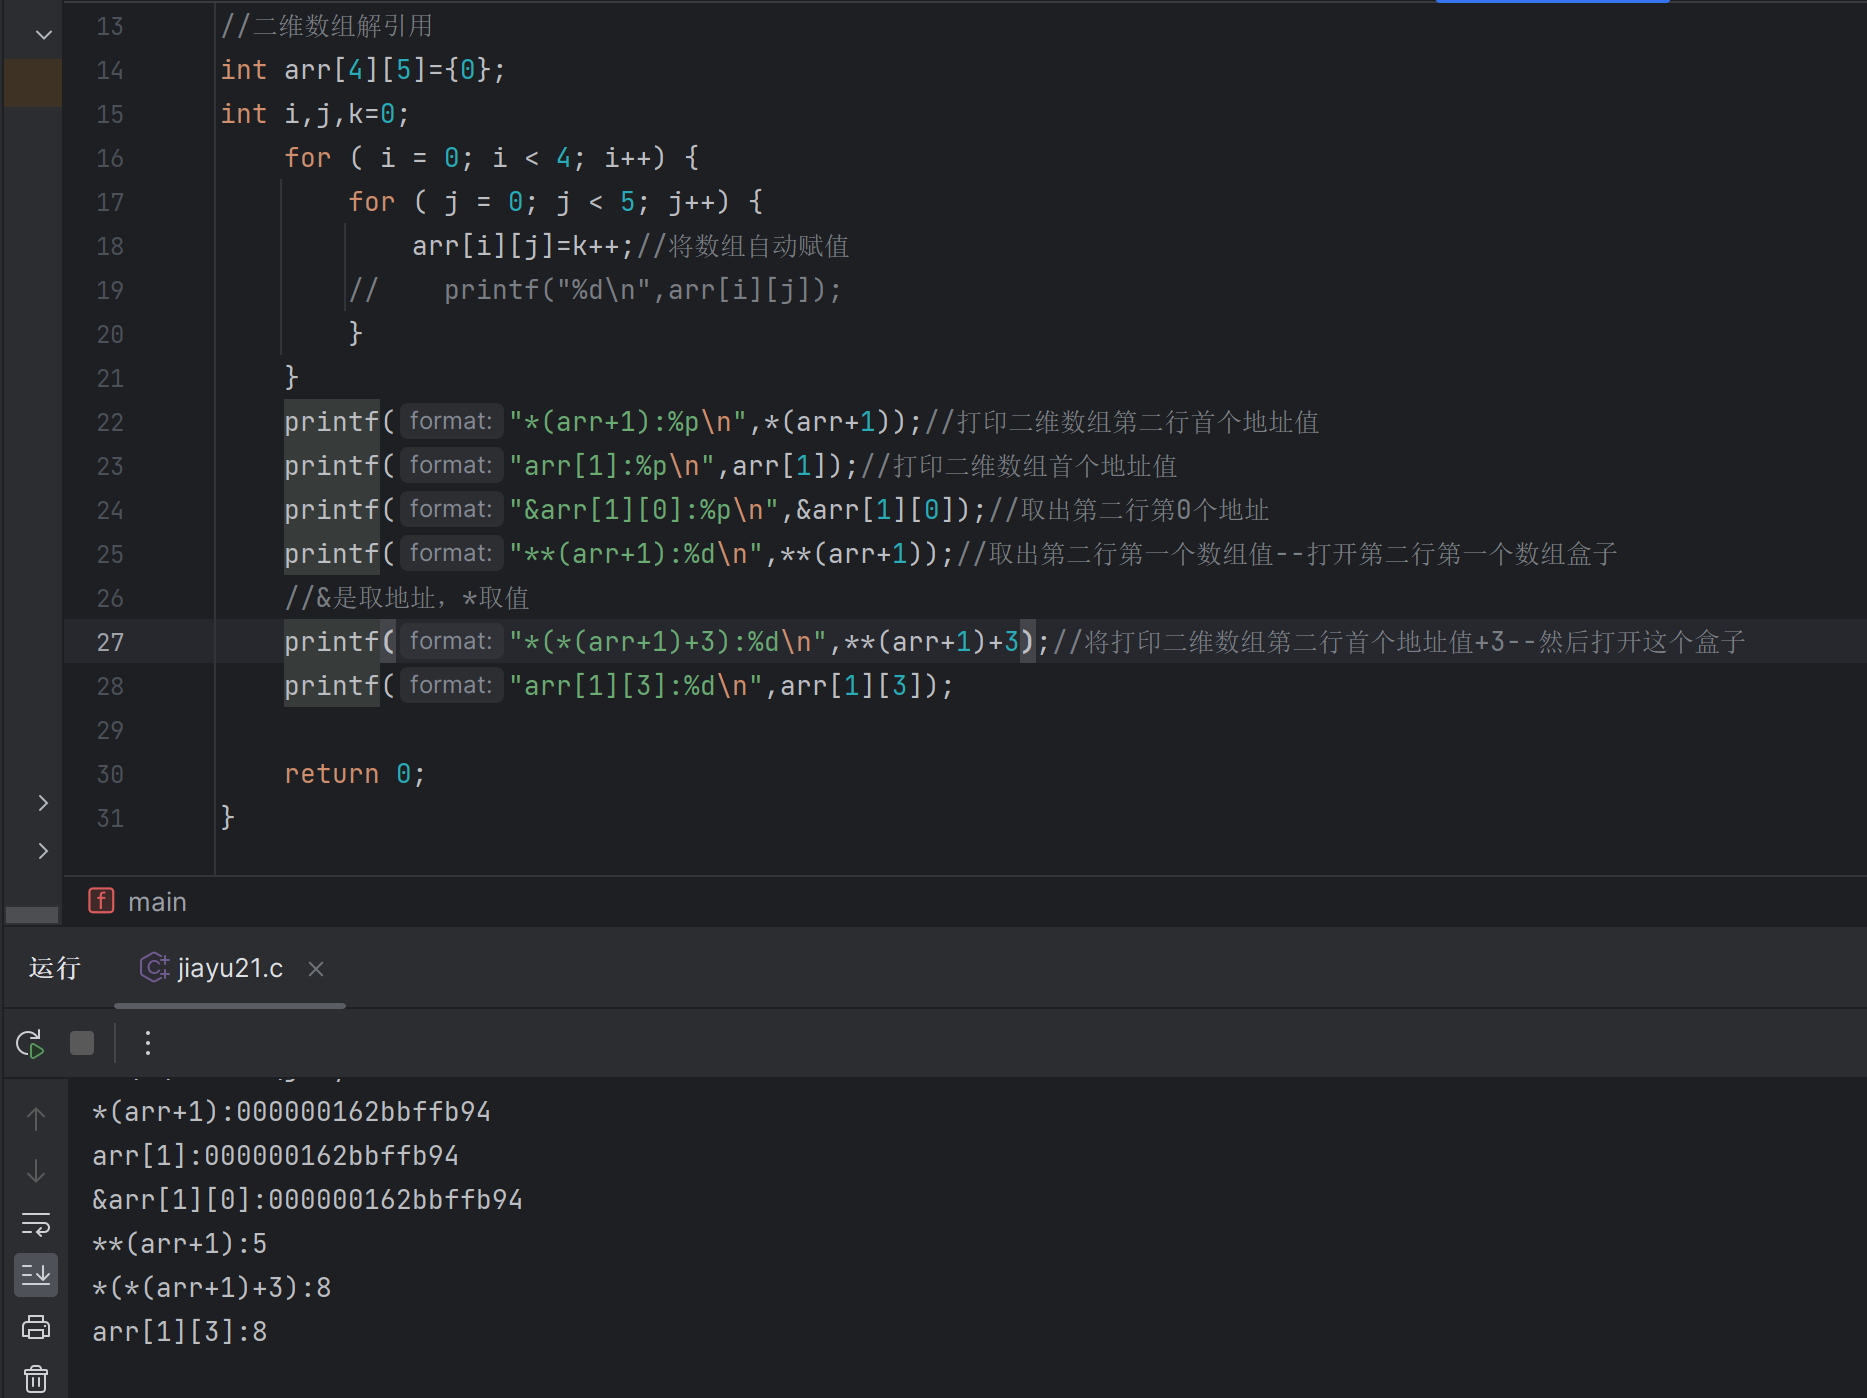 13 //二维数组解引用
14 int arr[4][5]={0};
15 int i,j,k=0;
16 for ( i = 0; i < 4; i++) {
17 for ( j = 0; j < 5; j++) {
18 arr[i][j]=k++;//将数组自动赋值
19 // printf("%d\n",arr[i][j]);
20 }
21 }
22 printf( format: "*(arr+1):%p\n",*(arr+1));//打印二维数组第二行首个地址值
23 printf( format: "arr[1]:%p\n",arr[1]);//打印二维数组首个地址值
24 printf( format: "&arr[1][0]:%p\n",&arr[1][0]);//取出第二行第0个地址
25 printf( format: "**(arr+1):%d\n",**(arr+1));//取出第二行第一个数组值--打开第二行第一个数组盒子
26 //&是取地址，*取值
27 printf( format: "*(*(arr+1)+3):%d\n",**(arr+1)+3);//将打印二维数组第二行首个地址值+3--然后打开这个盒子
28 printf( format: "arr[1][3]:%d\n",arr[1][3]);
29
30 return 0;
31 }
f main
运行 jiayu21.c
*(arr+1):000000162bbffb94
arr[1]:000000162bbffb94
&arr[1][0]:000000162bbffb94
**(arr+1):5
*(*(arr+1)+3):8
arr[1][3]:8